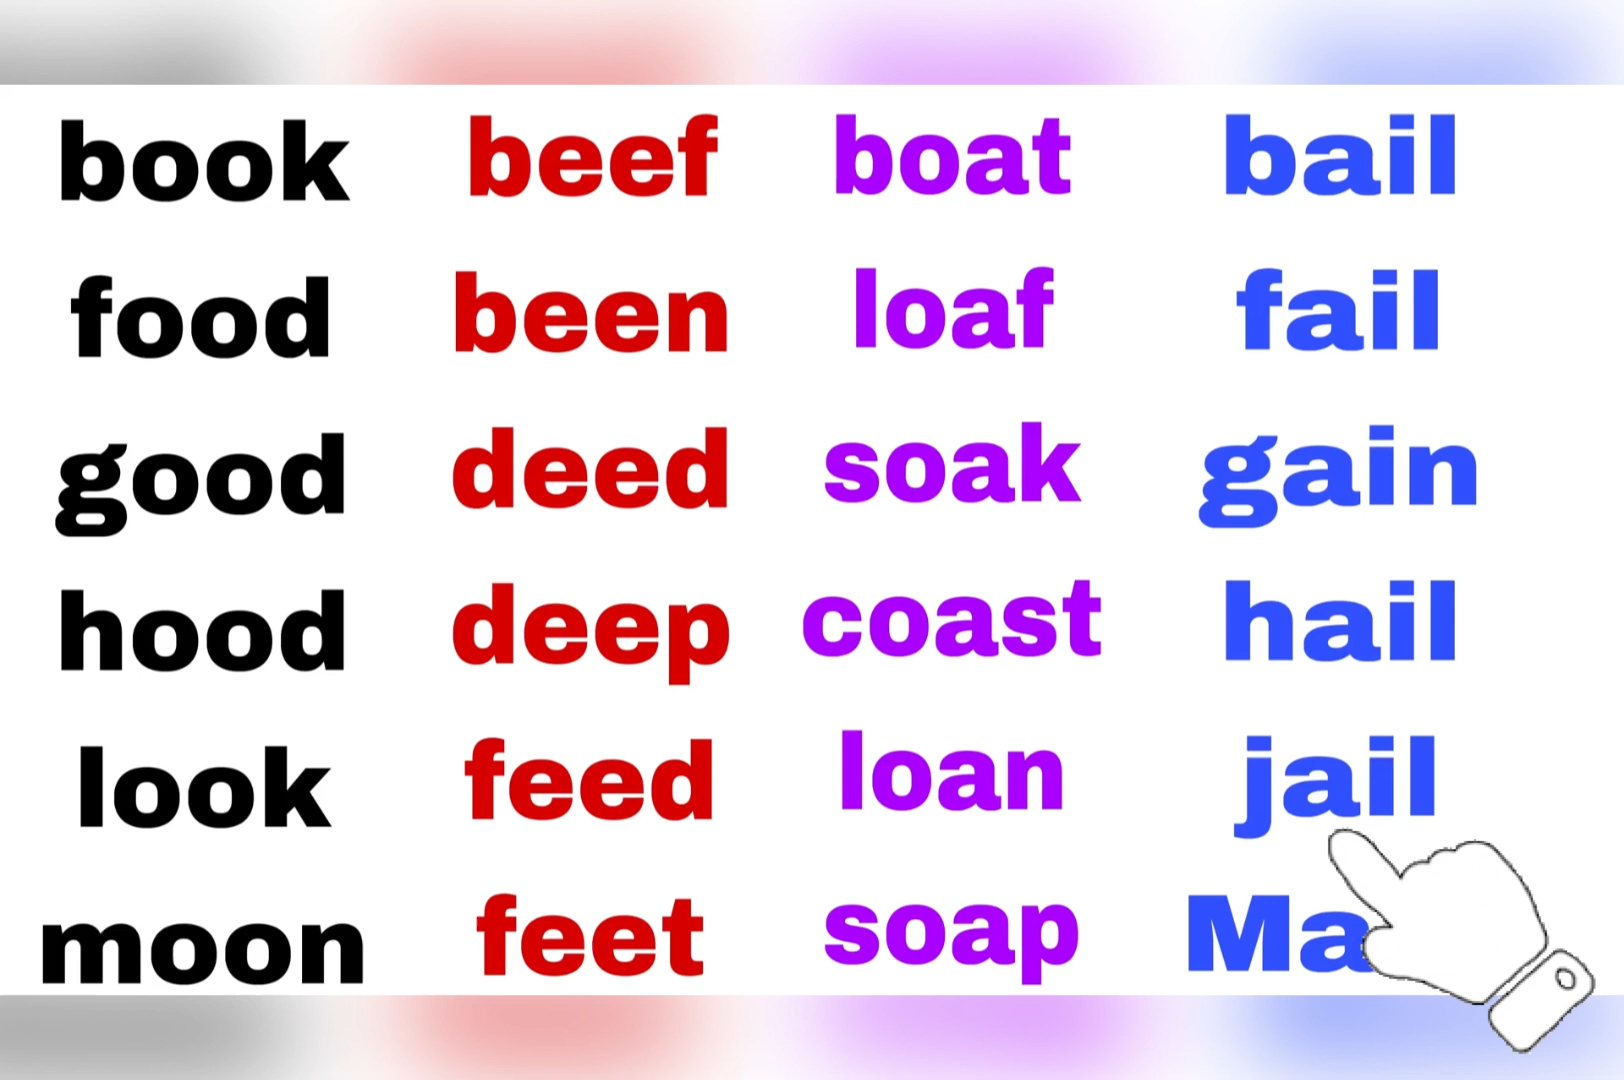 book beef boat bail
food been loaf fail
good deed soak gain
hood deep coast hail
look feed loan jail
moon feet soap